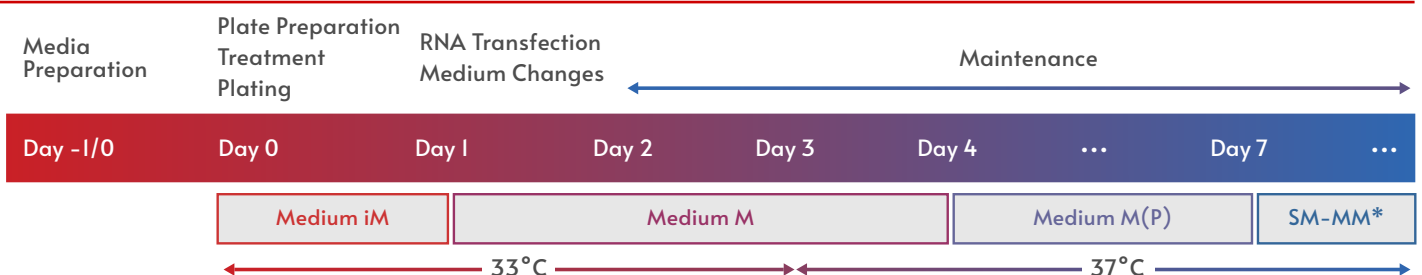 Media
Preparation
Plate Preparation
Treatment
Plating
RNA Transfection
Medium Changes
Maintenance
Day -1/0
Day 0
Day 1
Day 2
Day 3
Day 4
...
Day 7
...
Medium iM
Medium M
Medium M(P)
SM-MM*
33°C
37°C